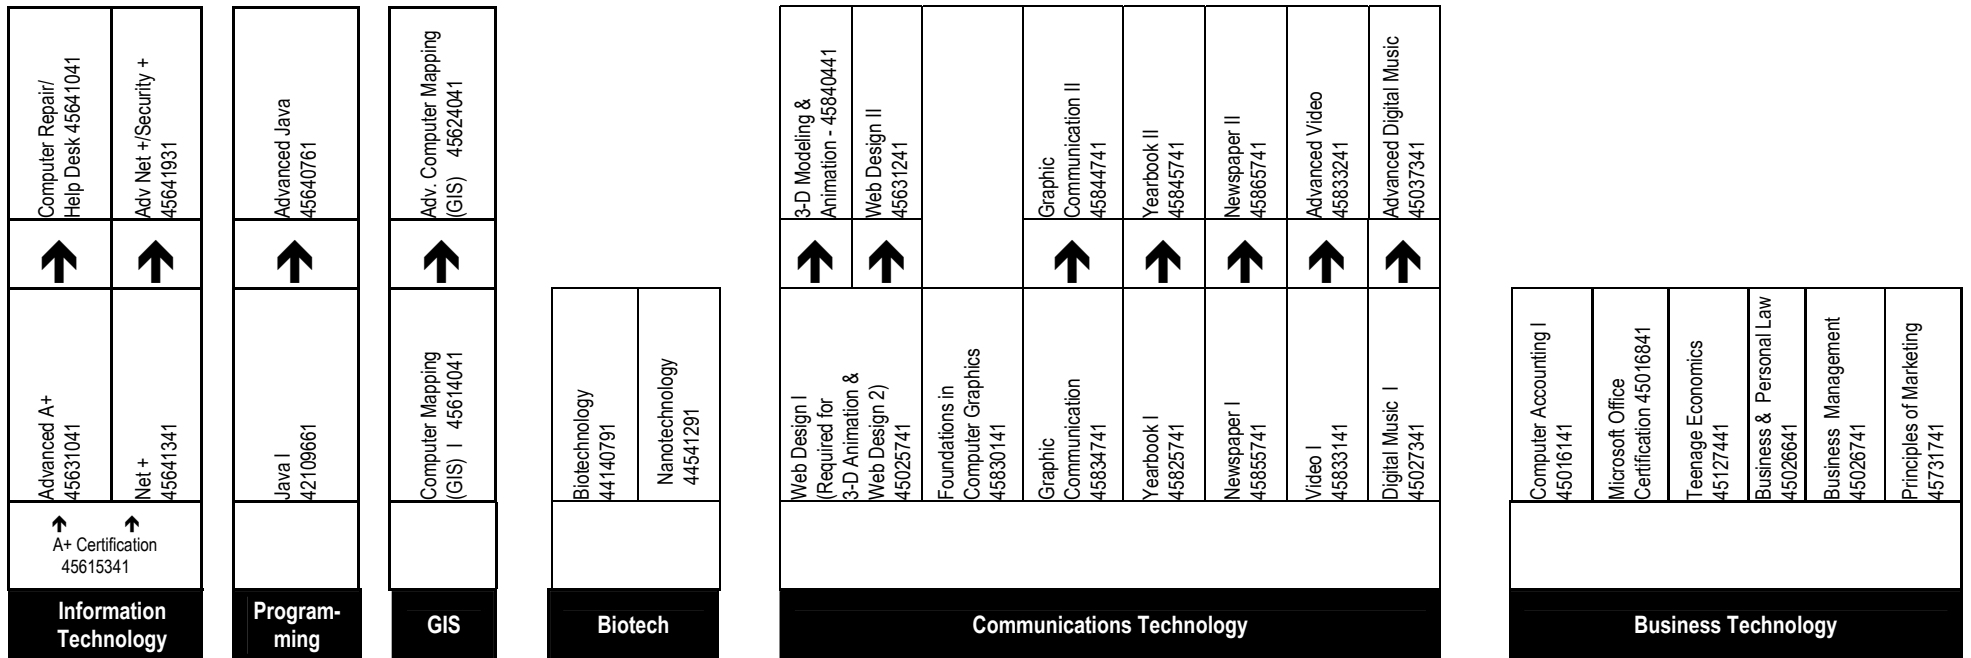 Computer Repair/
Help Desk 45641041
Adv Net +/Security +
45641931
Advanced A+
45631041
Net +
45641341
A+ Certification
45615341
Information
Technology
Advanced Java
45640761
Java I
42109661
Program-
ming
Adv. Computer Mapping
(GIS) 45624041
Computer Mapping
(GIS) I 45614041
GIS
Biotechnology
44140791
Nanotechnology
44541291
Biotech
3-D Modeling &
Animation - 45840441
Web Design II
45631241
Graphic
Communication II
45844741
Yearbook II
45845741
Newspaper II
45865741
Advanced Video
45833241
Advanced Digital Music
45037341
Web Design I
(Required for
3-D Animation &
Web Design 2)
45025741
Foundations in
Computer Graphics
45830141
Graphic
Communication
45834741
Yearbook I
45825741
Newspaper I
45855741
Video I
45833141
Digital Music I
45027341
Communications Technology
Computer Accounting I
45016141
Microsoft Office
Certification 45016841
Teenage Economics
45127441
Business & Personal Law
45026641
Business Management
45026741
Principles of Marketing
45731741
Business Technology